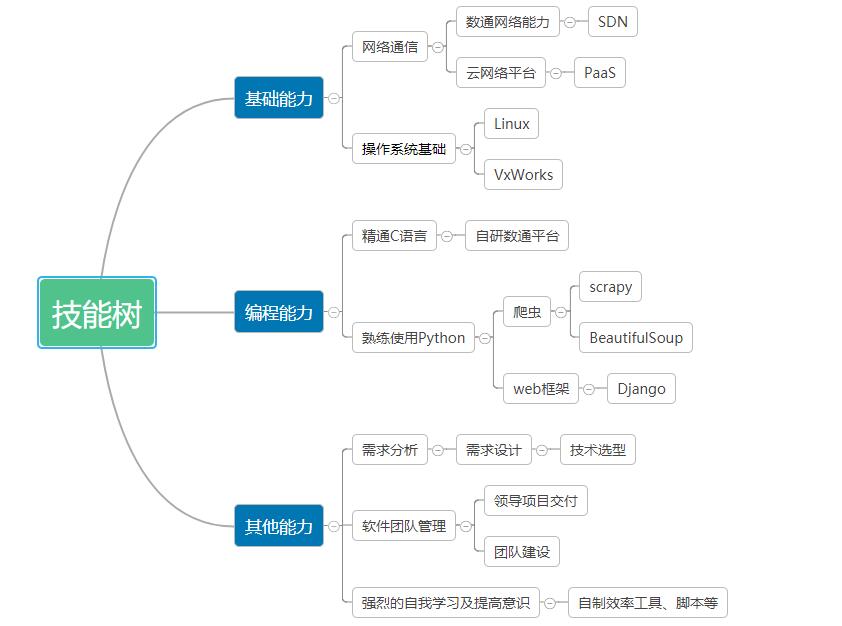 技能树
基础能力
网络通信
数通网络能力
SDN
云网络平台
PaaS
操作系统基础
Linux
VxWorks
编程能力
精通C语言
自研数通平台
熟练使用Python
爬虫
scrapy
BeautifulSoup
web框架
Django
其他能力
需求分析
需求设计
技术选型
软件团队管理
领导项目交付
团队建设
强烈的自我学习及提高意识
自制效率工具、脚本等